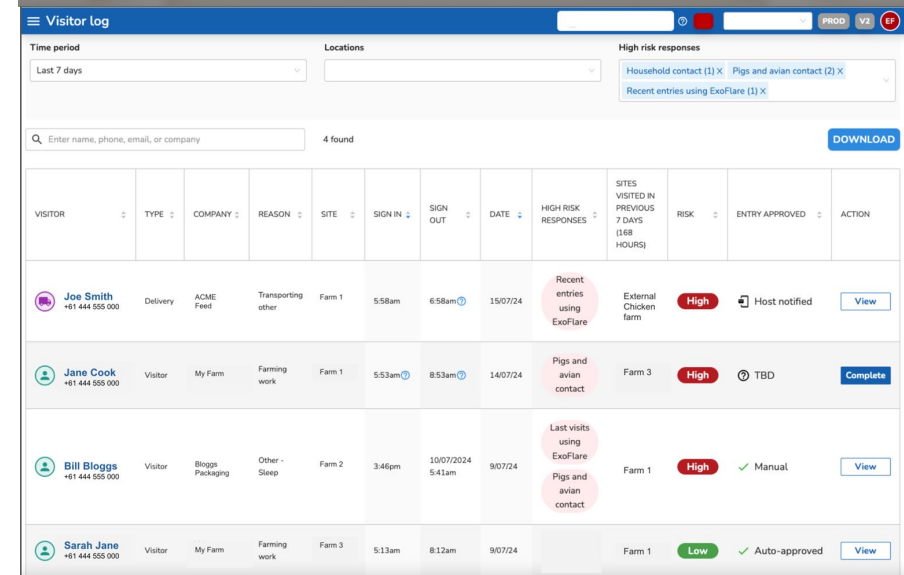 Visitor log
PROD V2 EF
Time period
Locations
High risk responses
Last 7 days
Household contact (1) X Pigs and avian contact (2) X
Recent entries using ExoFlare (1) X
Enter name, phone, email, or company
4 found
DOWNLOAD
VISITOR
TYPE
COMPANY
REASON
SITE
SIGN IN
SIGN
OUT
DATE
HIGH RISK
RESPONSES
SITES
VISITED IN
PREVIOUS
7 DAYS
(168
HOURS)
RISK
ENTRY APPROVED
ACTION
Joe Smith
+61 444 555 000
Delivery
ACME
Feed
Transporting
other
Farm 1
5:58am
6:58am
15/07/24
Recent
entries
using
ExoFlare
External
Chicken
farm
High
Host notified
View
Jane Cook
+61 444 555 000
Visitor
My Farm
Farming
work
Farm 1
5:53am
8:53am
14/07/24
Pigs and
avian
contact
Farm 3
High
TBD
Complete
Bill Bloggs
+61 444 555 000
Visitor
Bloggs
Packaging
Other -
Sleep
Farm 2
3:46pm
10/07/2024
5:41am
9/07/24
Last visits
using
ExoFlare
Pigs and
avian
contact
Farm 1
High
Manual
View
Sarah Jane
+61 444 555 000
Visitor
My Farm
Farming
work
Farm 3
5:13am
8:12am
9/07/24
Farm 1
Low
Auto-approved
View